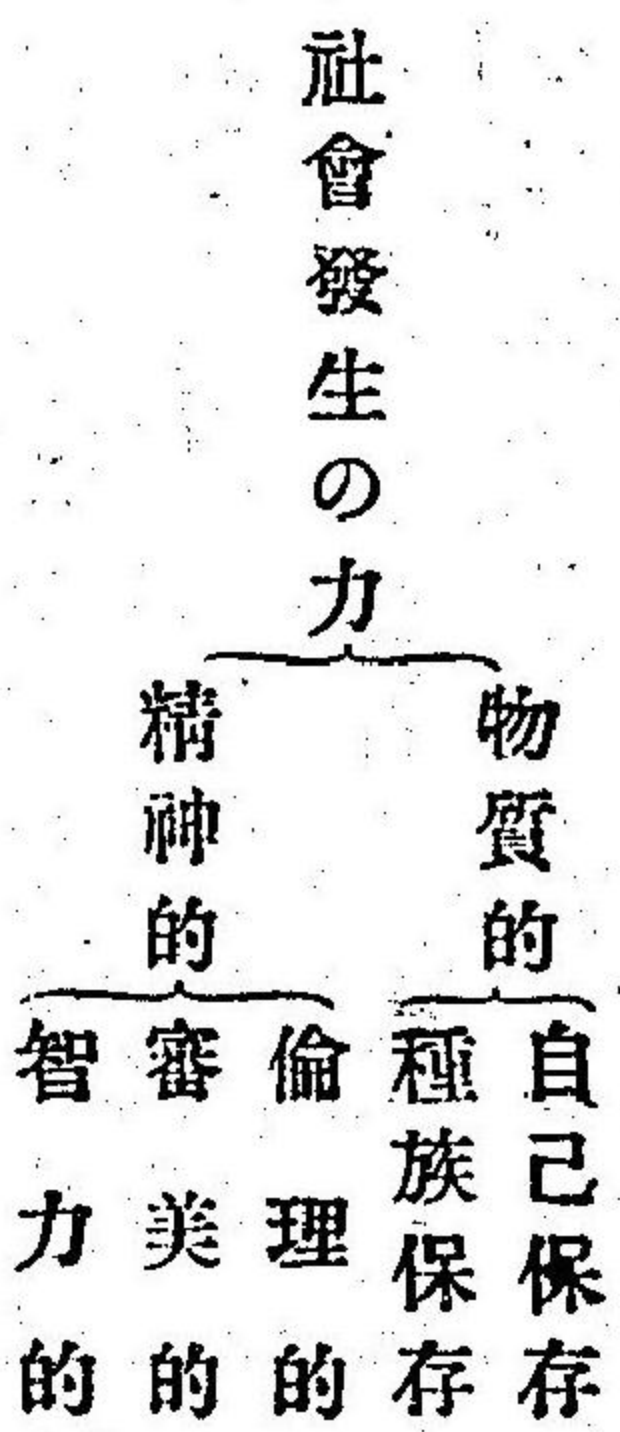 社會發生の力
物質的
自己保存
種族保存
精神的
倫理的
審美的
智力的